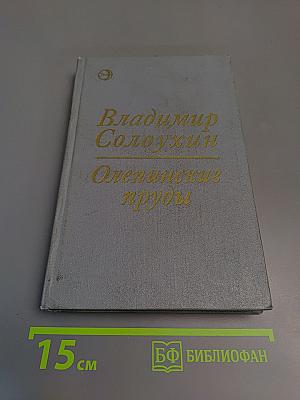 Владимир
Солоухин
Олепинские
пруды
15 см
БФ БИБЛИОФАН